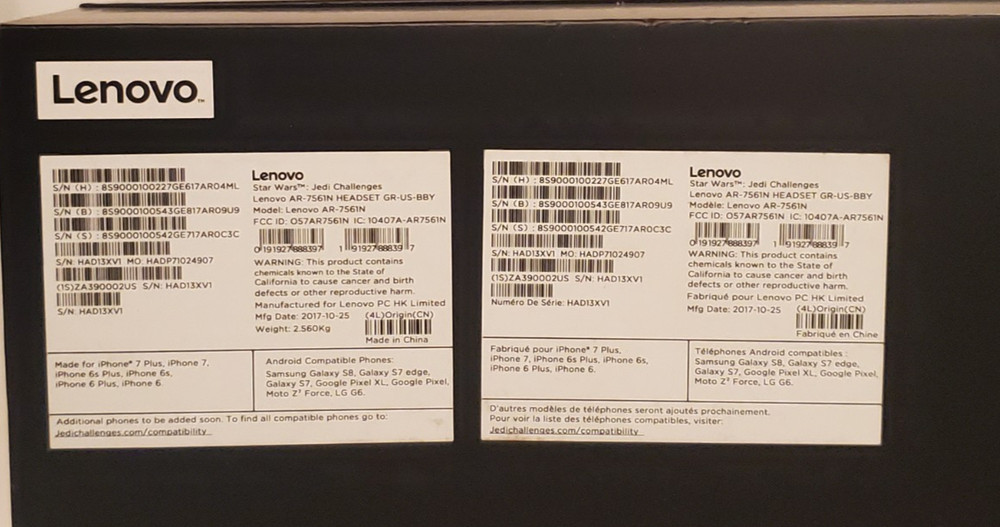 Lenovo™
S/N (H) : 8S9000100227GE617AR04ML
S/N (B) : 8S9000100543GE817AR09U9
S/N (S) : 8S9000100542GE717AR0C3C
S/N: HAD13XV1 MO: HADP71024907
(1S)ZA390002US S/N: HAD13XV1
S/N: HAD13XV1
Lenovo
Star Wars™: Jedi Challenges
Lenovo AR-7561N HEADSET GR-US-BBY
Model: Lenovo AR-7561N
FCC ID: O57AR7561N IC: 10407A-AR7561N
0 191927 888397 1 91927 88839 7
WARNING: This product contains
chemicals known to the State of
California to cause cancer and birth
defects or other reproductive harm.
Manufactured for Lenovo PC HK Limited
Mfg Date: 2017-10-25 (4L)Origin(CN)
Weight: 2.560Kg
Made in China
Made for iPhone® 7 Plus, iPhone 7,
iPhone 6s Plus, iPhone 6s,
iPhone 6 Plus, iPhone 6.
Android Compatible Phones:
Samsung Galaxy S8, Galaxy S7 edge,
Galaxy S7, Google Pixel XL, Google Pixel,
Moto Z² Force, LG G6.
Additional phones to be added soon. To find all compatible phones go to:
Jedichallenges.com/compatibility
S/N (H) : 8S9000100227GE617AR04ML
S/N (B) : 8S9000100543GE817AR09U9
S/N (S) : 8S9000100542GE717AR0C3C
S/N: HAD13XV1 MO: HADP71024907
(1S)ZA390002US S/N: HAD13XV1
Numéro De Série: HAD13XV1
Lenovo
Star Wars™: Jedi Challenges
Lenovo AR-7561N HEADSET GR-US-BBY
Modèle: Lenovo AR-7561N
FCC ID: O57AR7561N IC: 10407A-AR7561N
0 191927 888397 1 91927 88839 7
WARNING: This product contains
chemicals known to the State of
California to cause cancer and birth
defects or other reproductive harm.
Fabriqué pour Lenovo PC HK Limited
Mfg Date: 2017-10-25 (4L)Origin(CN)
Fabriqué en Chine
Fabriqué pour iPhone® 7 Plus,
iPhone 7, iPhone 6s Plus, iPhone 6s,
iPhone 6 Plus, iPhone 6.
Téléphones Android compatibles :
Samsung Galaxy S8, Galaxy S7 edge,
Galaxy S7, Google Pixel XL, Google Pixel,
Moto Z² Force, LG G6.
D'autres modèles de téléphones seront ajoutés prochainement.
Pour voir la liste des téléphones compatibles, visiter:
Jedichallenges.com/compatibility